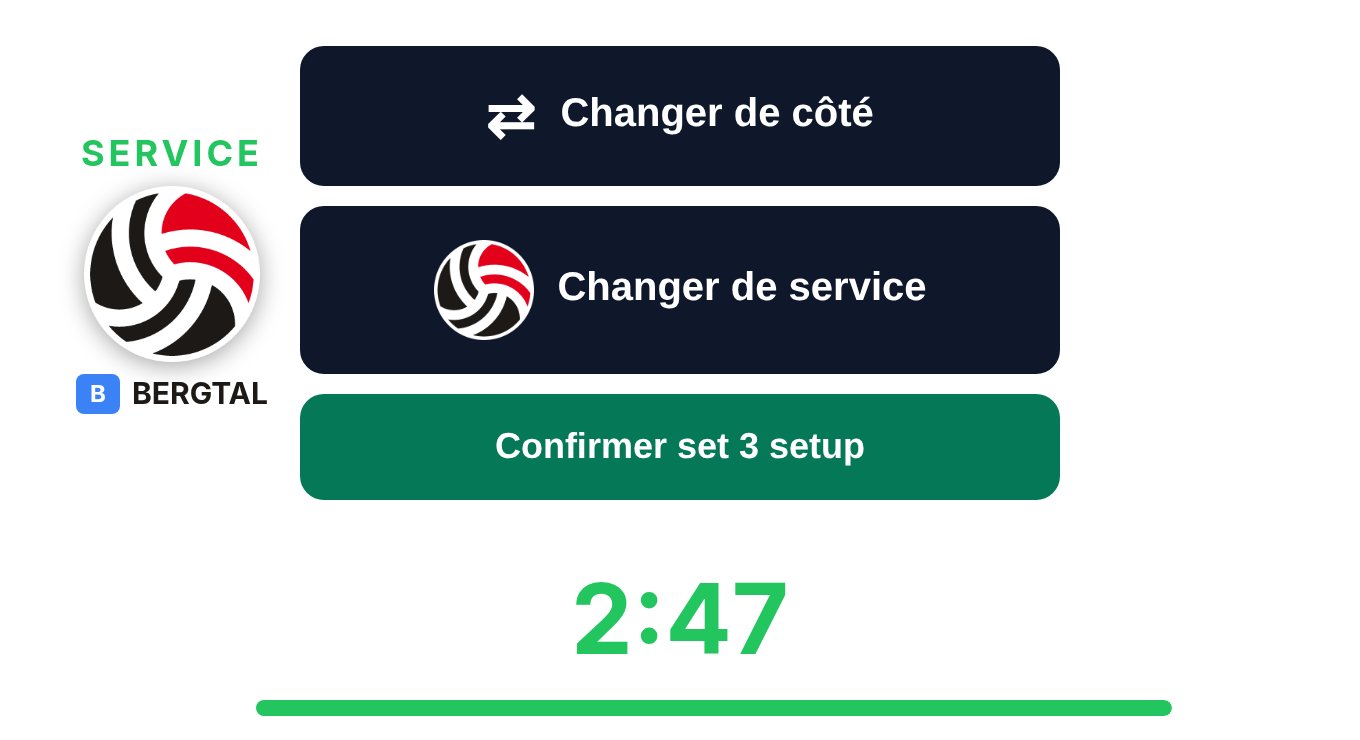 Changer de côté
SERVICE
Changer de service
B BERGTAL
Confirmer set 3 setup
2:47